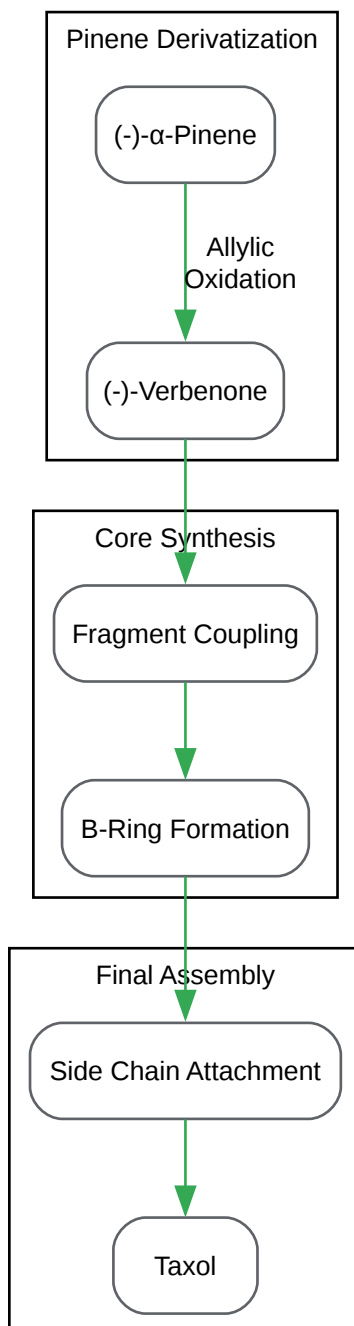 Pinene Derivatization
(-)-α-Pinene
Allylic
Oxidation
(-)-Verbenone
Core Synthesis
Fragment Coupling
B-Ring Formation
Final Assembly
Side Chain Attachment
Taxol